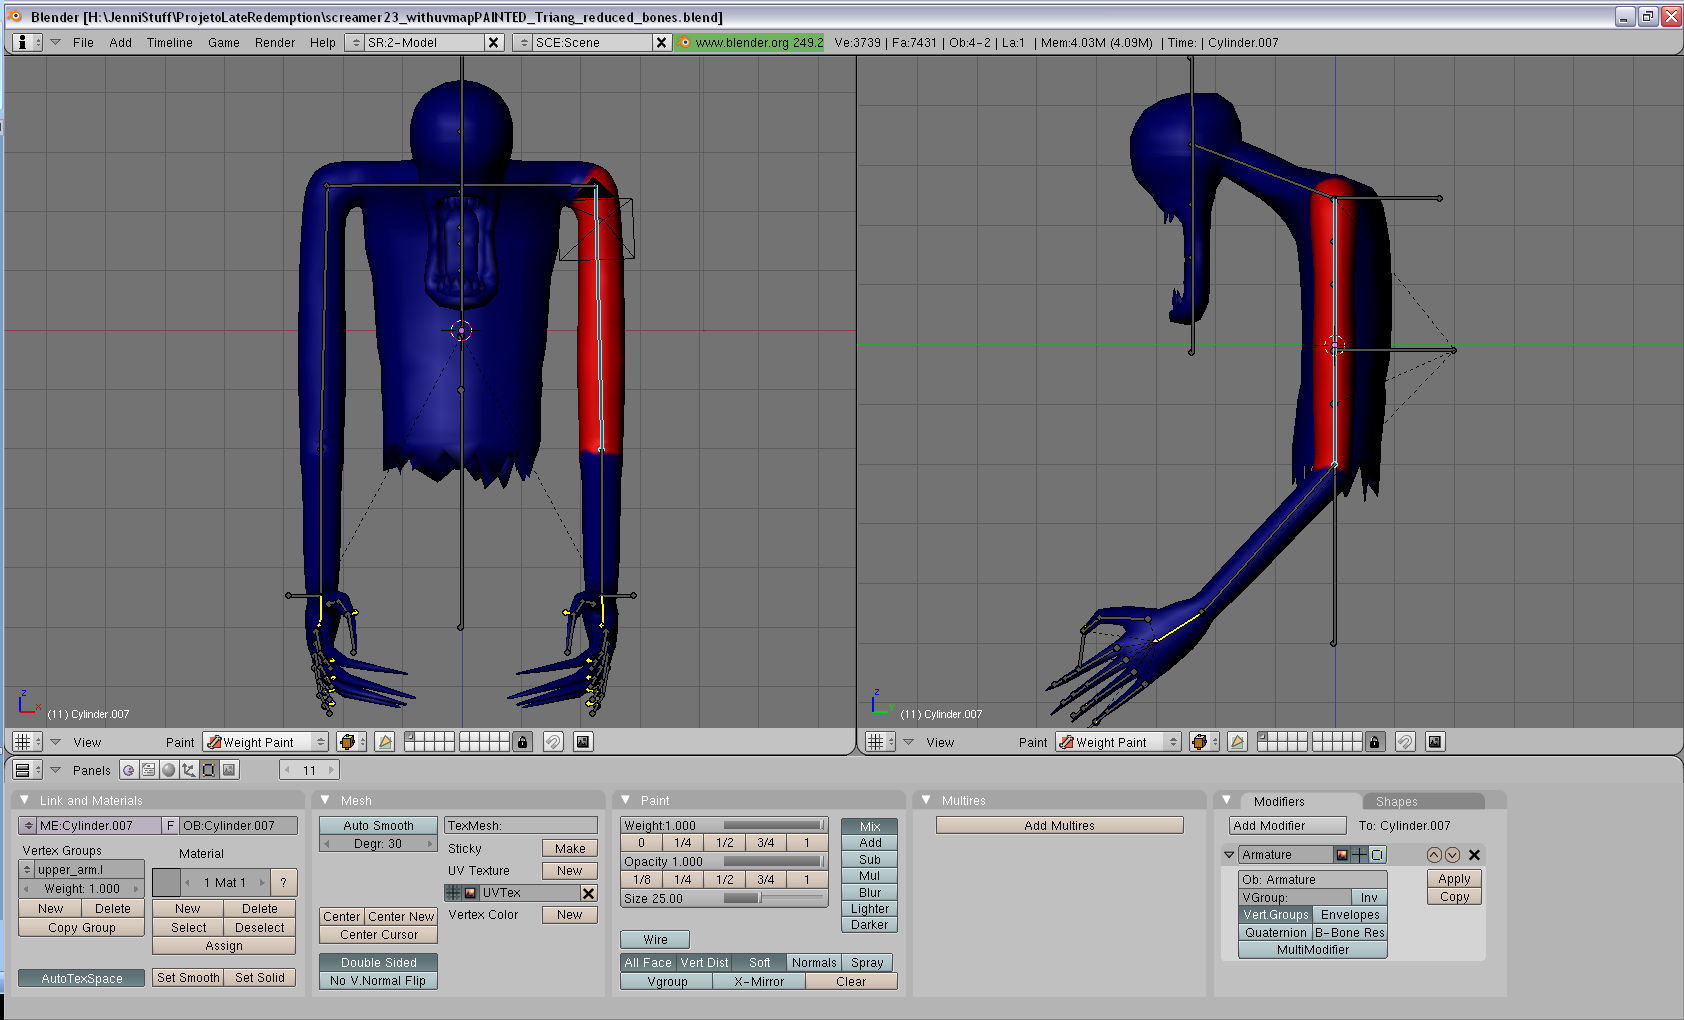 Blender [H:\JenniStuff\ProjetoLateRedemption\screamer23_withuvmapPAINTED_Triang_reduced_bones.blend]
File Add Timeline Game Render Help SR:2-Model SCE:Scene www.blender.org 249.2 Ve:3739 | Fa:7431 | Ob:4-2 | La:1 | Mem:4.03M (4.09M) | Time: | Cylinder.007
z x (11) Cylinder.007
z (11) Cylinder.007
View Paint Weight Paint
View Paint Weight Paint
Panels 11
Link and Materials
ME:Cylinder.007 F OB:Cylinder.007
Vertex Groups
upper_arm.l
Weight: 1.000
New Delete
Copy Group
AutoTexSpace
Material
1 Mat 1 ?
New Delete
Select Deselect
Assign
Set Smooth Set Solid
Mesh
Auto Smooth
Degr: 30
Center Center New
Center Cursor
Double Sided
No V.Normal Flip
TexMesh:
Sticky Make
UV Texture New
UVTex
Vertex Color New
Paint
Weight:1.000
0 1/4 1/2 3/4 1
Opacity 1.000
1/8 1/4 1/2 3/4 1
Size 25.00
Wire
Mix
Add
Sub
Mul
Blur
Lighter
Darker
All Face Vert Dist Soft Normals Spray
Vgroup X-Mirror Clear
Multires
Add Multires
Modifiers Shapes
Add Modifier To: Cylinder.007
Armature
Ob: Armature
VGroup: Inv
Vert.Groups Envelopes
Quaternion B-Bone Res
MultiModifier
Apply
Copy